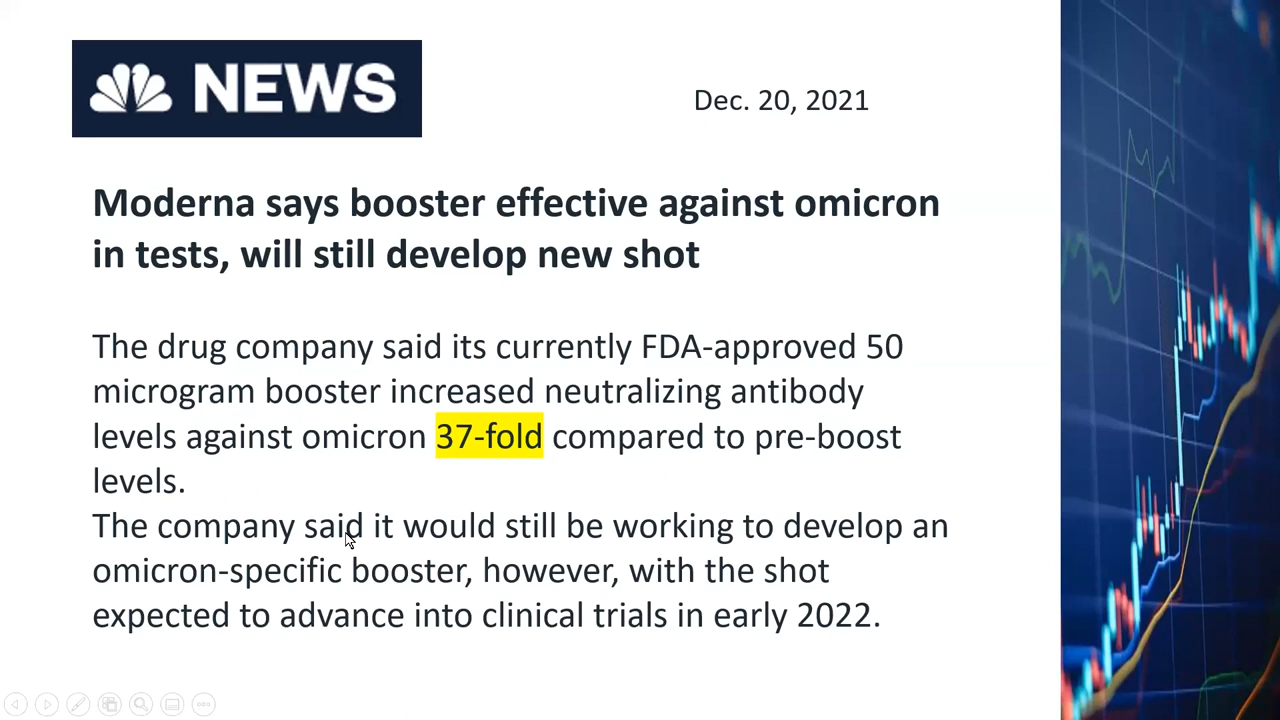 NEWS
Dec. 20, 2021
Moderna says booster effective against omicron
in tests, will still develop new shot
The drug company said its currently FDA-approved 50
microgram booster increased neutralizing antibody
levels against omicron 37-fold compared to pre-boost
levels.
The company said it would still be working to develop an
omicron-specific booster, however, with the shot
expected to advance into clinical trials in early 2022.